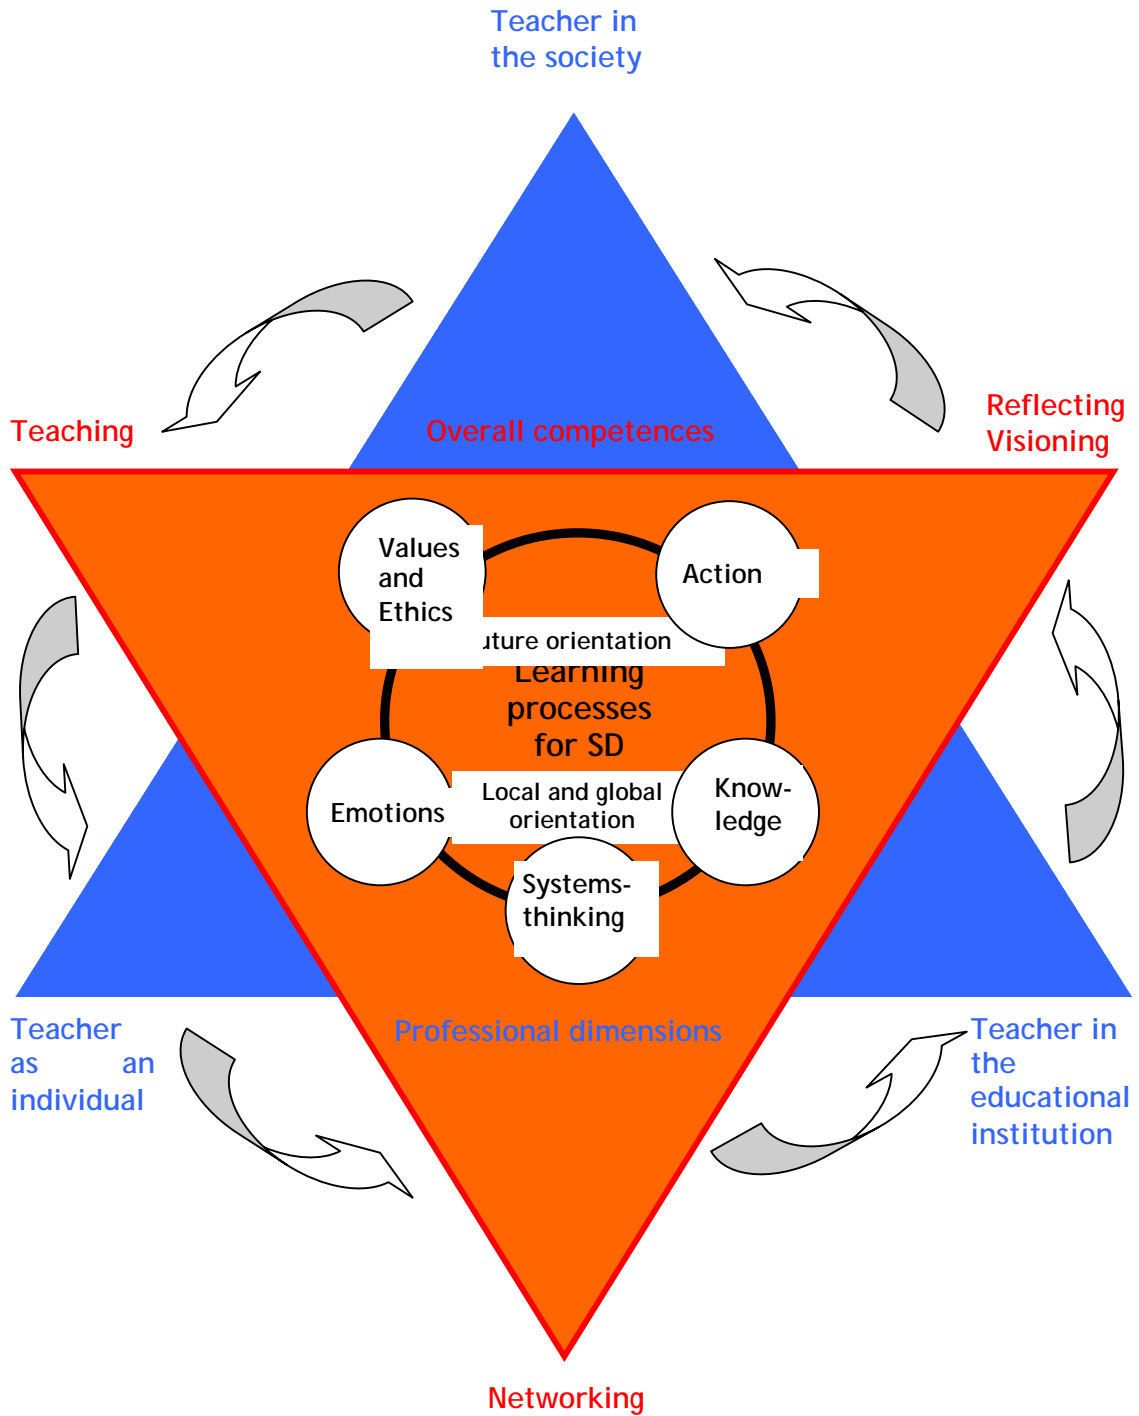 Teacher in
the society
Teaching
Overall competences
Reflecting
Visioning
Values
and
Ethics
Action
uture orientation
Learning
processes
for SD
Emotions
Local and global
orientation
Know-
ledge
Systems-
thinking
Professional dimensions
Teacher
as an
individual
Teacher in
the
educational
institution
Networking